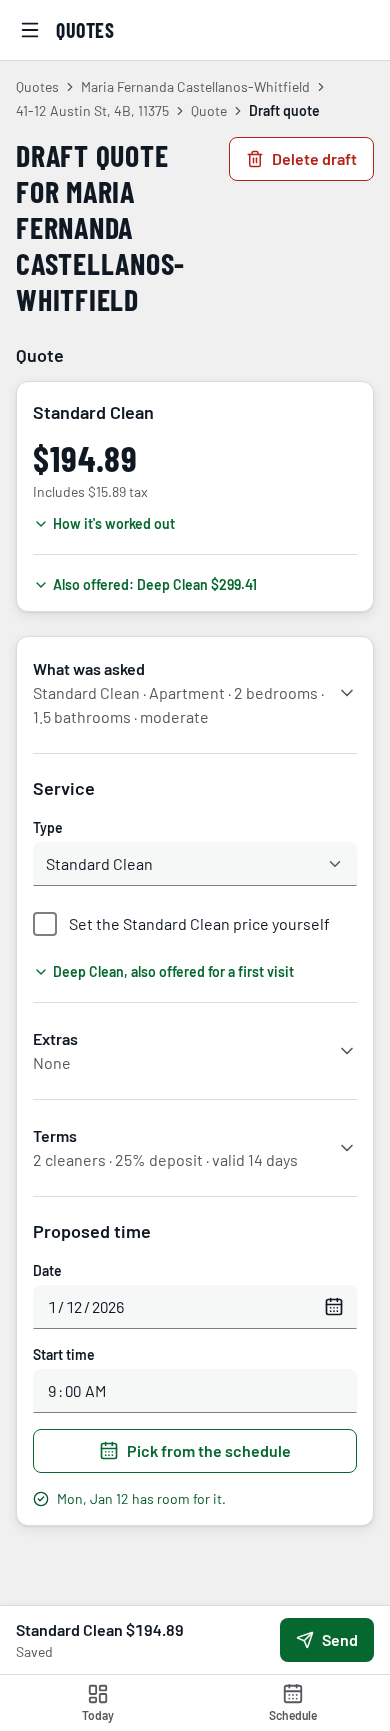 QUOTES
Quotes > Maria Fernanda Castellanos-Whitfield >
41-12 Austin St, 4B, 11375 > Quote > Draft quote
DRAFT QUOTE
FOR MARIA
FERNANDA
CASTELLANOS-
WHITFIELD
Delete draft
Quote
Standard Clean
$194.89
Includes $15.89 tax
How it's worked out
Also offered: Deep Clean $299.41
What was asked
Standard Clean · Apartment · 2 bedrooms ·
1.5 bathrooms · moderate
Service
Type
Standard Clean
Set the Standard Clean price yourself
Deep Clean, also offered for a first visit
Extras
None
Terms
2 cleaners · 25% deposit · valid 14 days
Proposed time
Date
1/12/2026
Start time
9:00 AM
Pick from the schedule
Mon, Jan 12 has room for it.
Standard Clean $194.89
Saved
Send
Today
Schedule